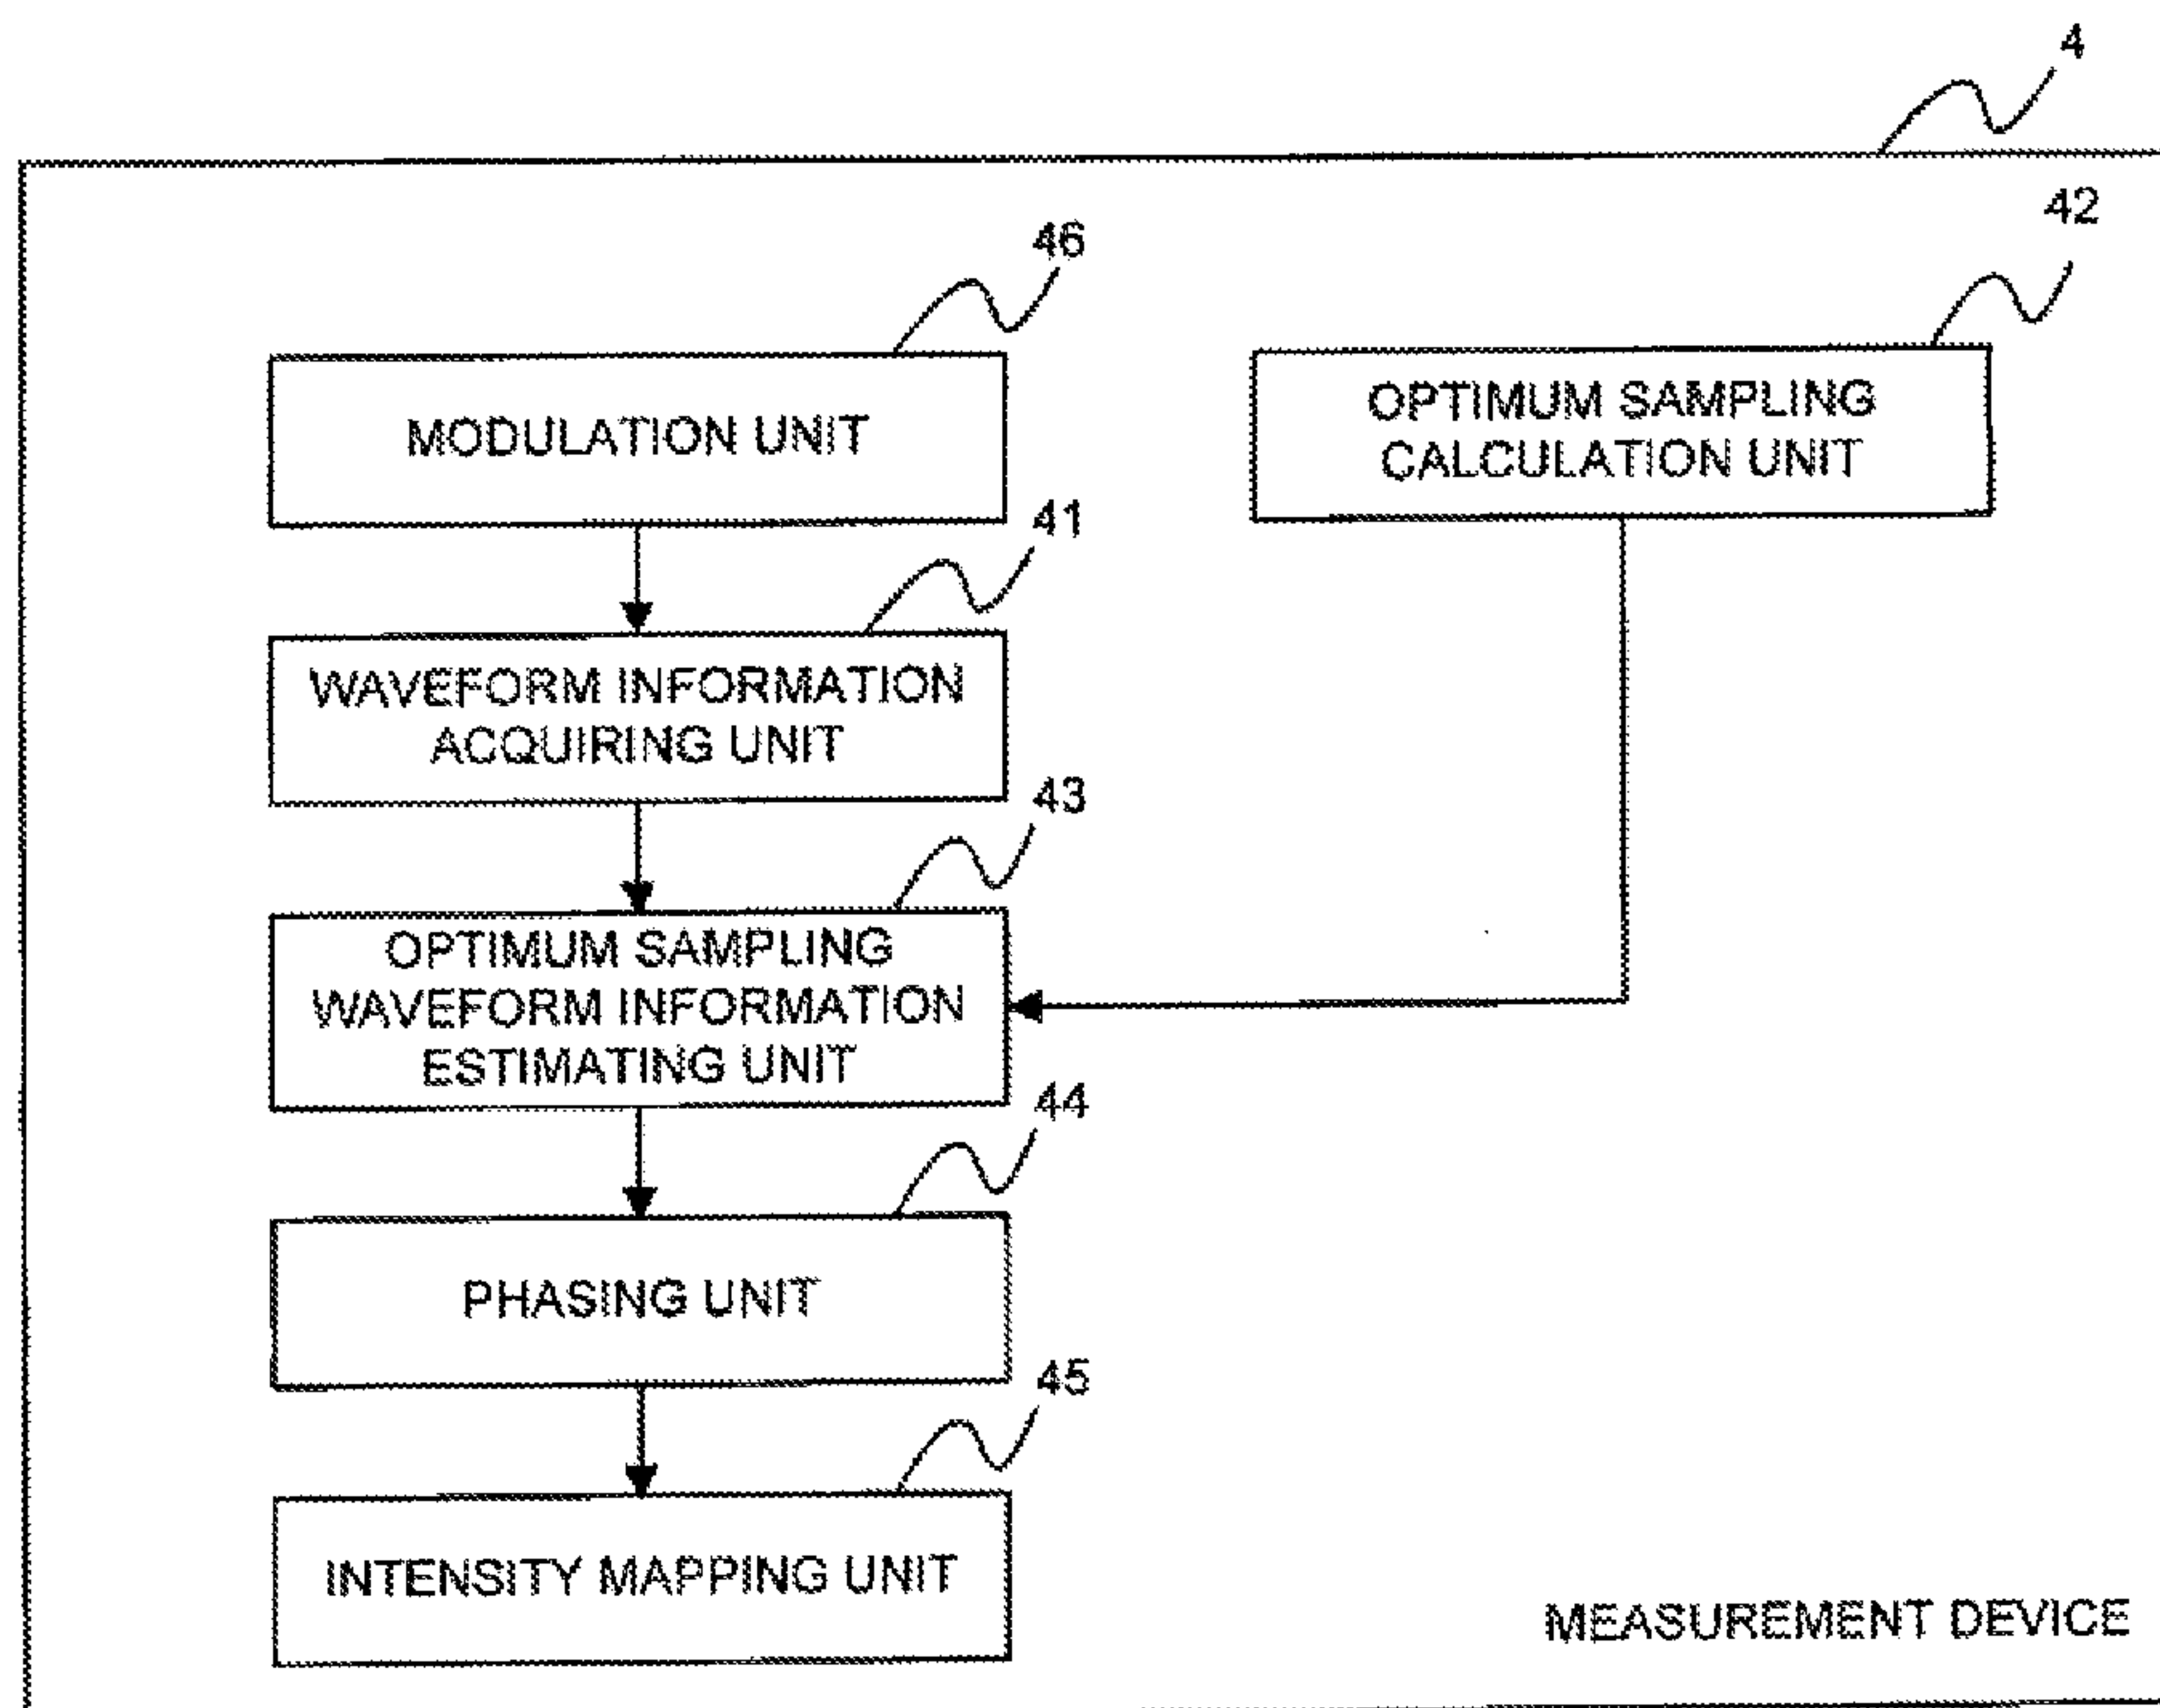 4
46
42
MODULATION UNIT
OPTIMUM SAMPLING
CALCULATION UNIT
41
WAVEFORM INFORMATION
ACQUIRING UNIT
43
OPTIMUM SAMPLING
WAVEFORM INFORMATION
ESTIMATING UNIT
44
PHASING UNIT
45
INTENSITY MAPPING UNIT
MEASUREMENT DEVICE